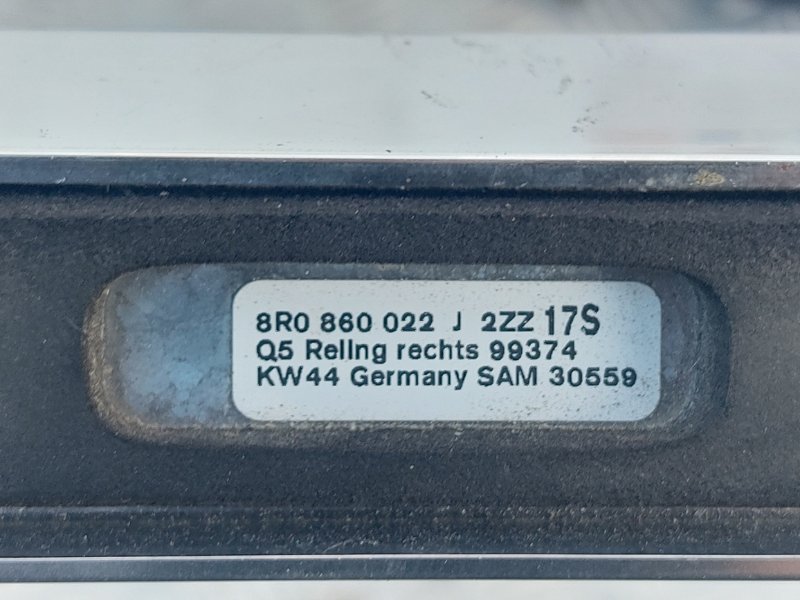 8R0 860 022 J 2ZZ 17S
Q5 Reling rechts 99374
KW44 Germany SAM 30559